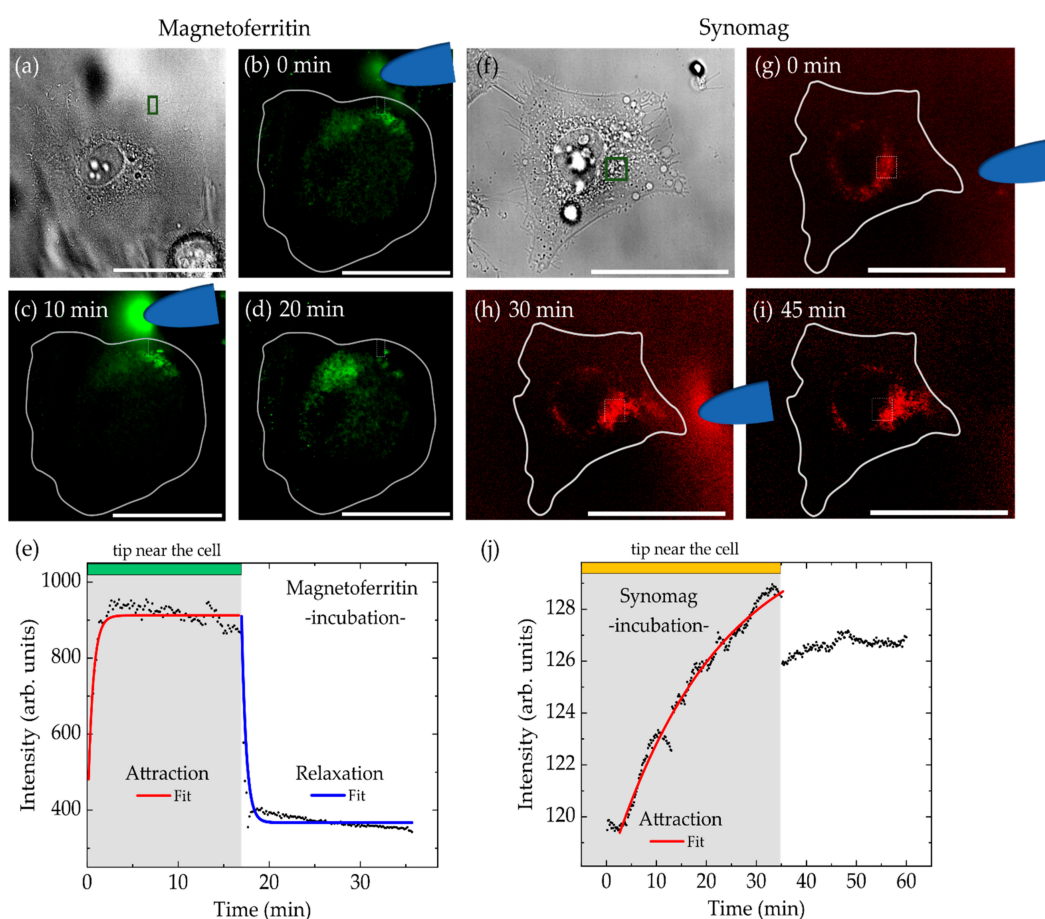 Magnetoferritin
Synomag
(a)
(b) 0 min
(f)
(g) 0 min
(c) 10 min
(d) 20 min
(h) 30 min
(i) 45 min
(e)
tip near the cell
Magnetoferritin
-incubation-
Attraction
Fit
Relaxation
Fit
1000
800
600
400
Intensity (arb. units)
0
10
20
30
Time (min)
(j)
tip near the cell
Synomag
-incubation-
Attraction
Fit
128
126
124
122
120
Intensity (arb. units)
0
10
20
30
40
50
60
Time (min)